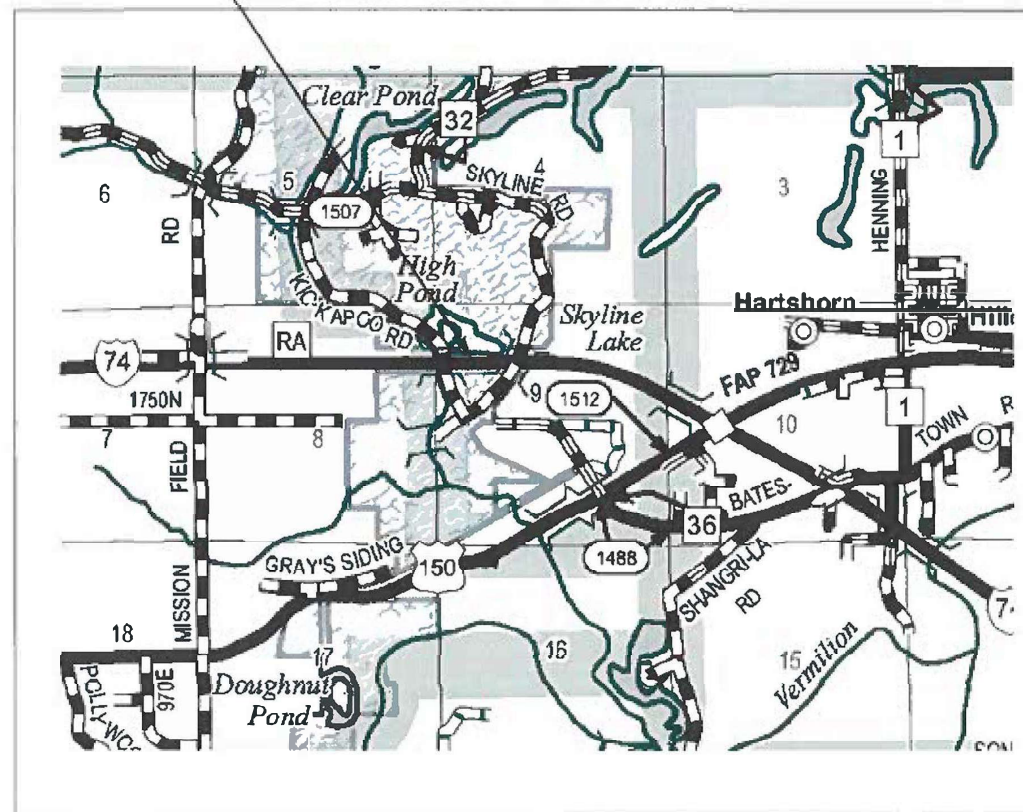 Clear Pond
32
1
6
5
4
3
SKYLINE RD
RD
1507
HENNING
High
Pond
KICKAPOO RD
Hartshorn
Skyline
Lake
RA
74
FAP 729
1750N
9
1512
10
1
TOWN
R
7
8
FIELD
BATES-
36
GRAY'S SIDING
150
1488
SHANGRI-LA
RD
MISSION
18
17
16
15
Vermilion
POLLYWOG
970E
Doughnut
Pond